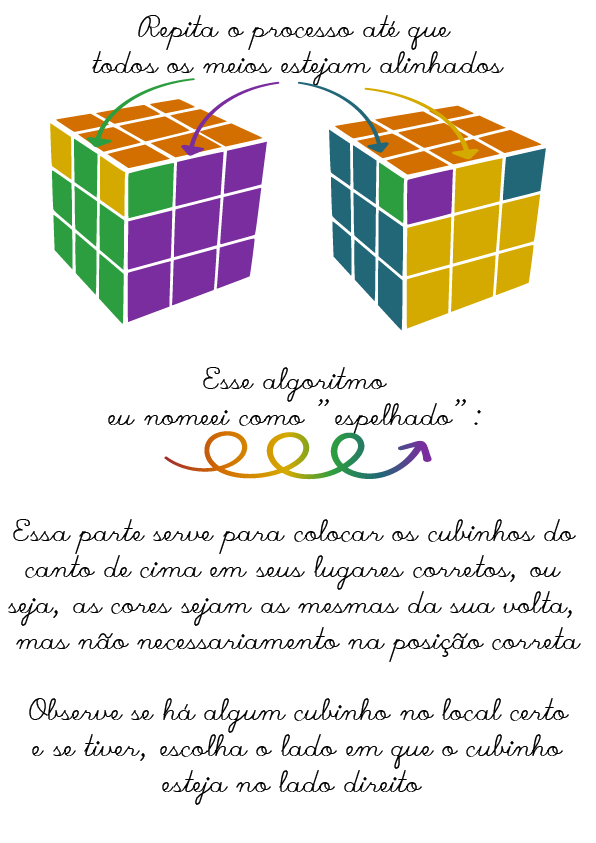 Repita o processo até que
todos os meios estejam alinhados
Esse algoritmo
eu nomeei como "espelhado":
Essa parte serve para colocar os cubinhos do
canto de cima em seus lugares corretos, ou
seja, as cores sejam as mesmas da sua volta,
mas não necessariamento na posição correta
Observe se há algum cubinho no local certo
e se tiver, escolha o lado em que o cubinho
esteja no lado direito